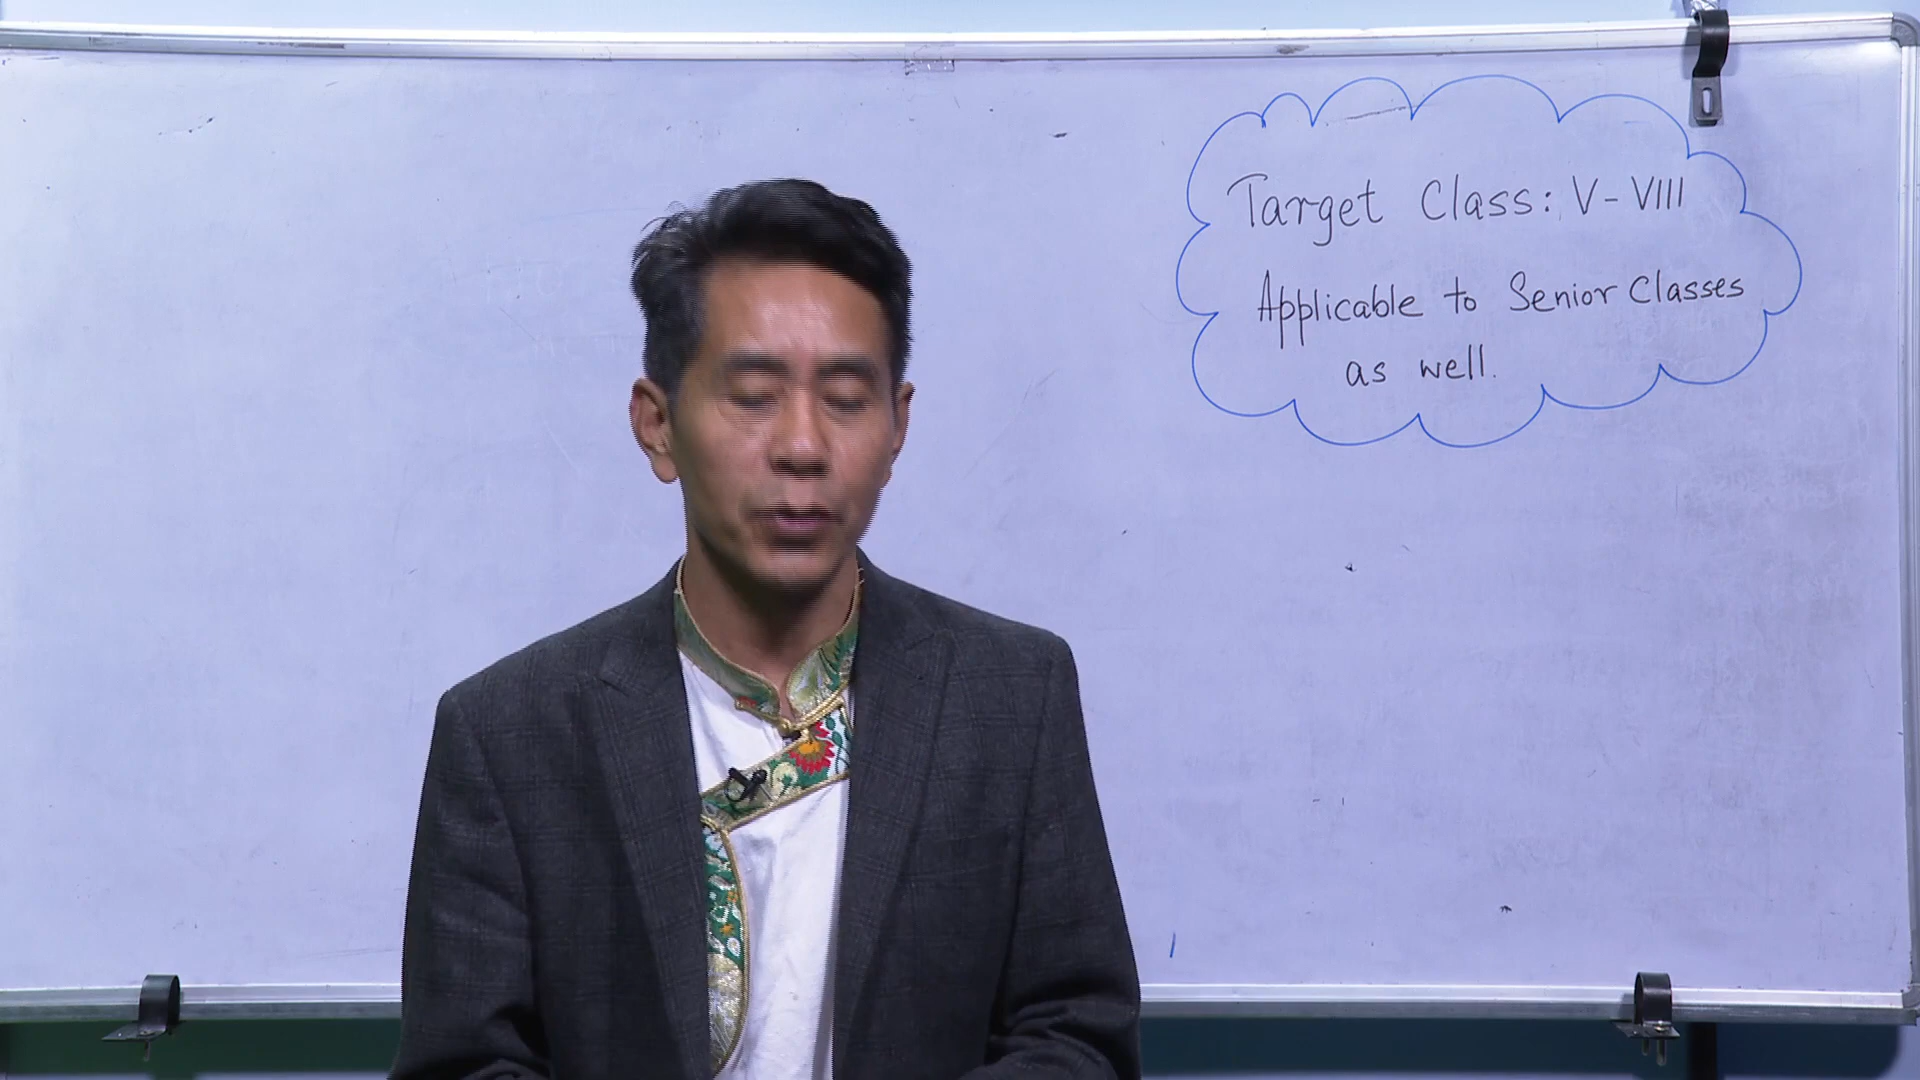 Target Class: V - VIII
Applicable to Senior Classes
as well.